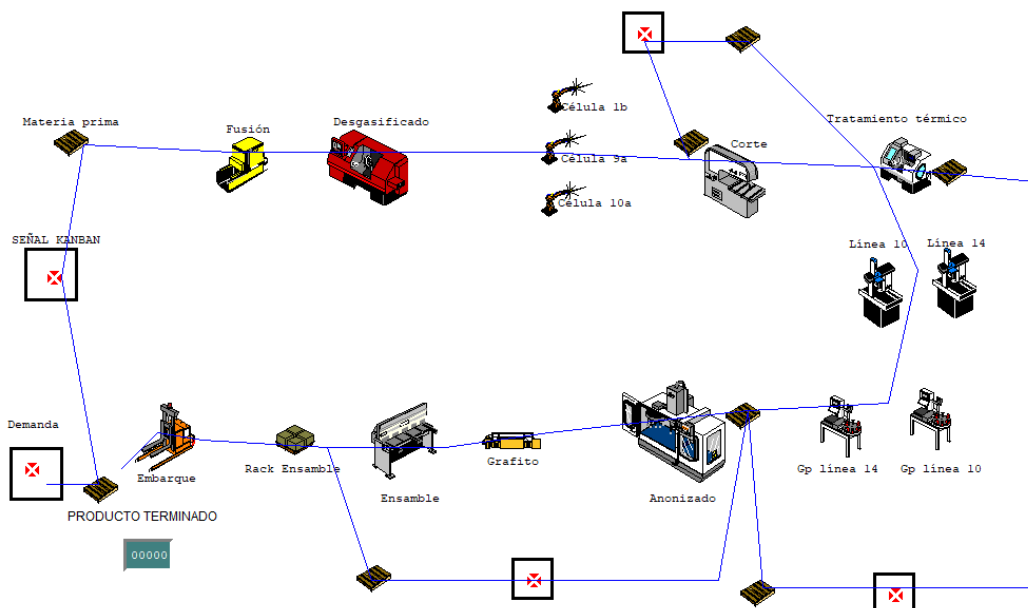 Materia prima
Fusión
Desgasificado
Célula 1b
Célula 9a
Célula 10a
Corte
Tratamiento térmico
SEÑAL KANBAN
Línea 10
Línea 14
Demanda
PRODUCTO TERMINADO
00000
Embarque
Rack Ensamble
Ensamble
Grafito
Anonizado
Gp línea 14
Gp línea 10